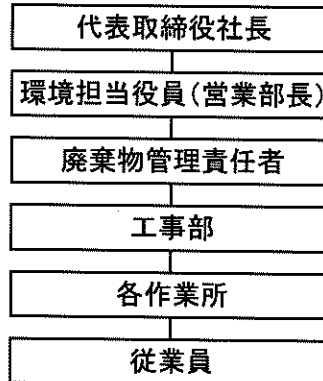 代表取締役社長
環境担当役員(営業部長)
廃棄物管理責任者
工事部
各作業所
従業員